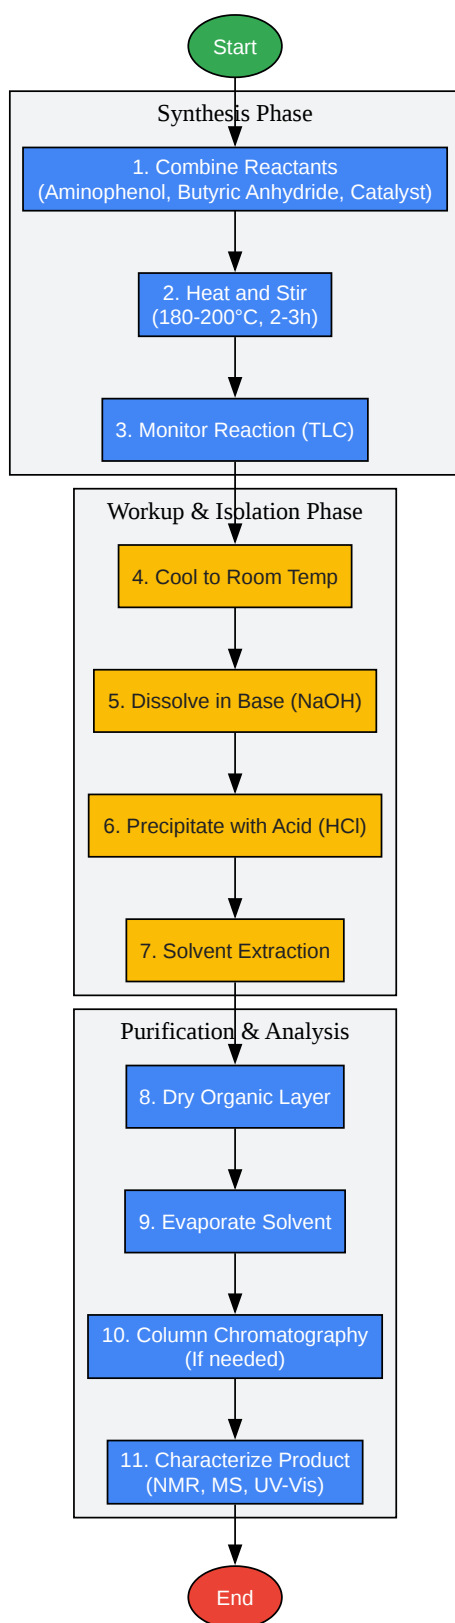 Start
Synthesis Phase
1. Combine Reactants
(Aminophenol, Butyric Anhydride, Catalyst)
2. Heat and Stir
(180-200°C, 2-3h)
3. Monitor Reaction (TLC)
Workup & Isolation Phase
4. Cool to Room Temp
5. Dissolve in Base (NaOH)
6. Precipitate with Acid (HCl)
7. Solvent Extraction
Purification & Analysis
8. Dry Organic Layer
9. Evaporate Solvent
10. Column Chromatography
(If needed)
11. Characterize Product
(NMR, MS, UV-Vis)
End